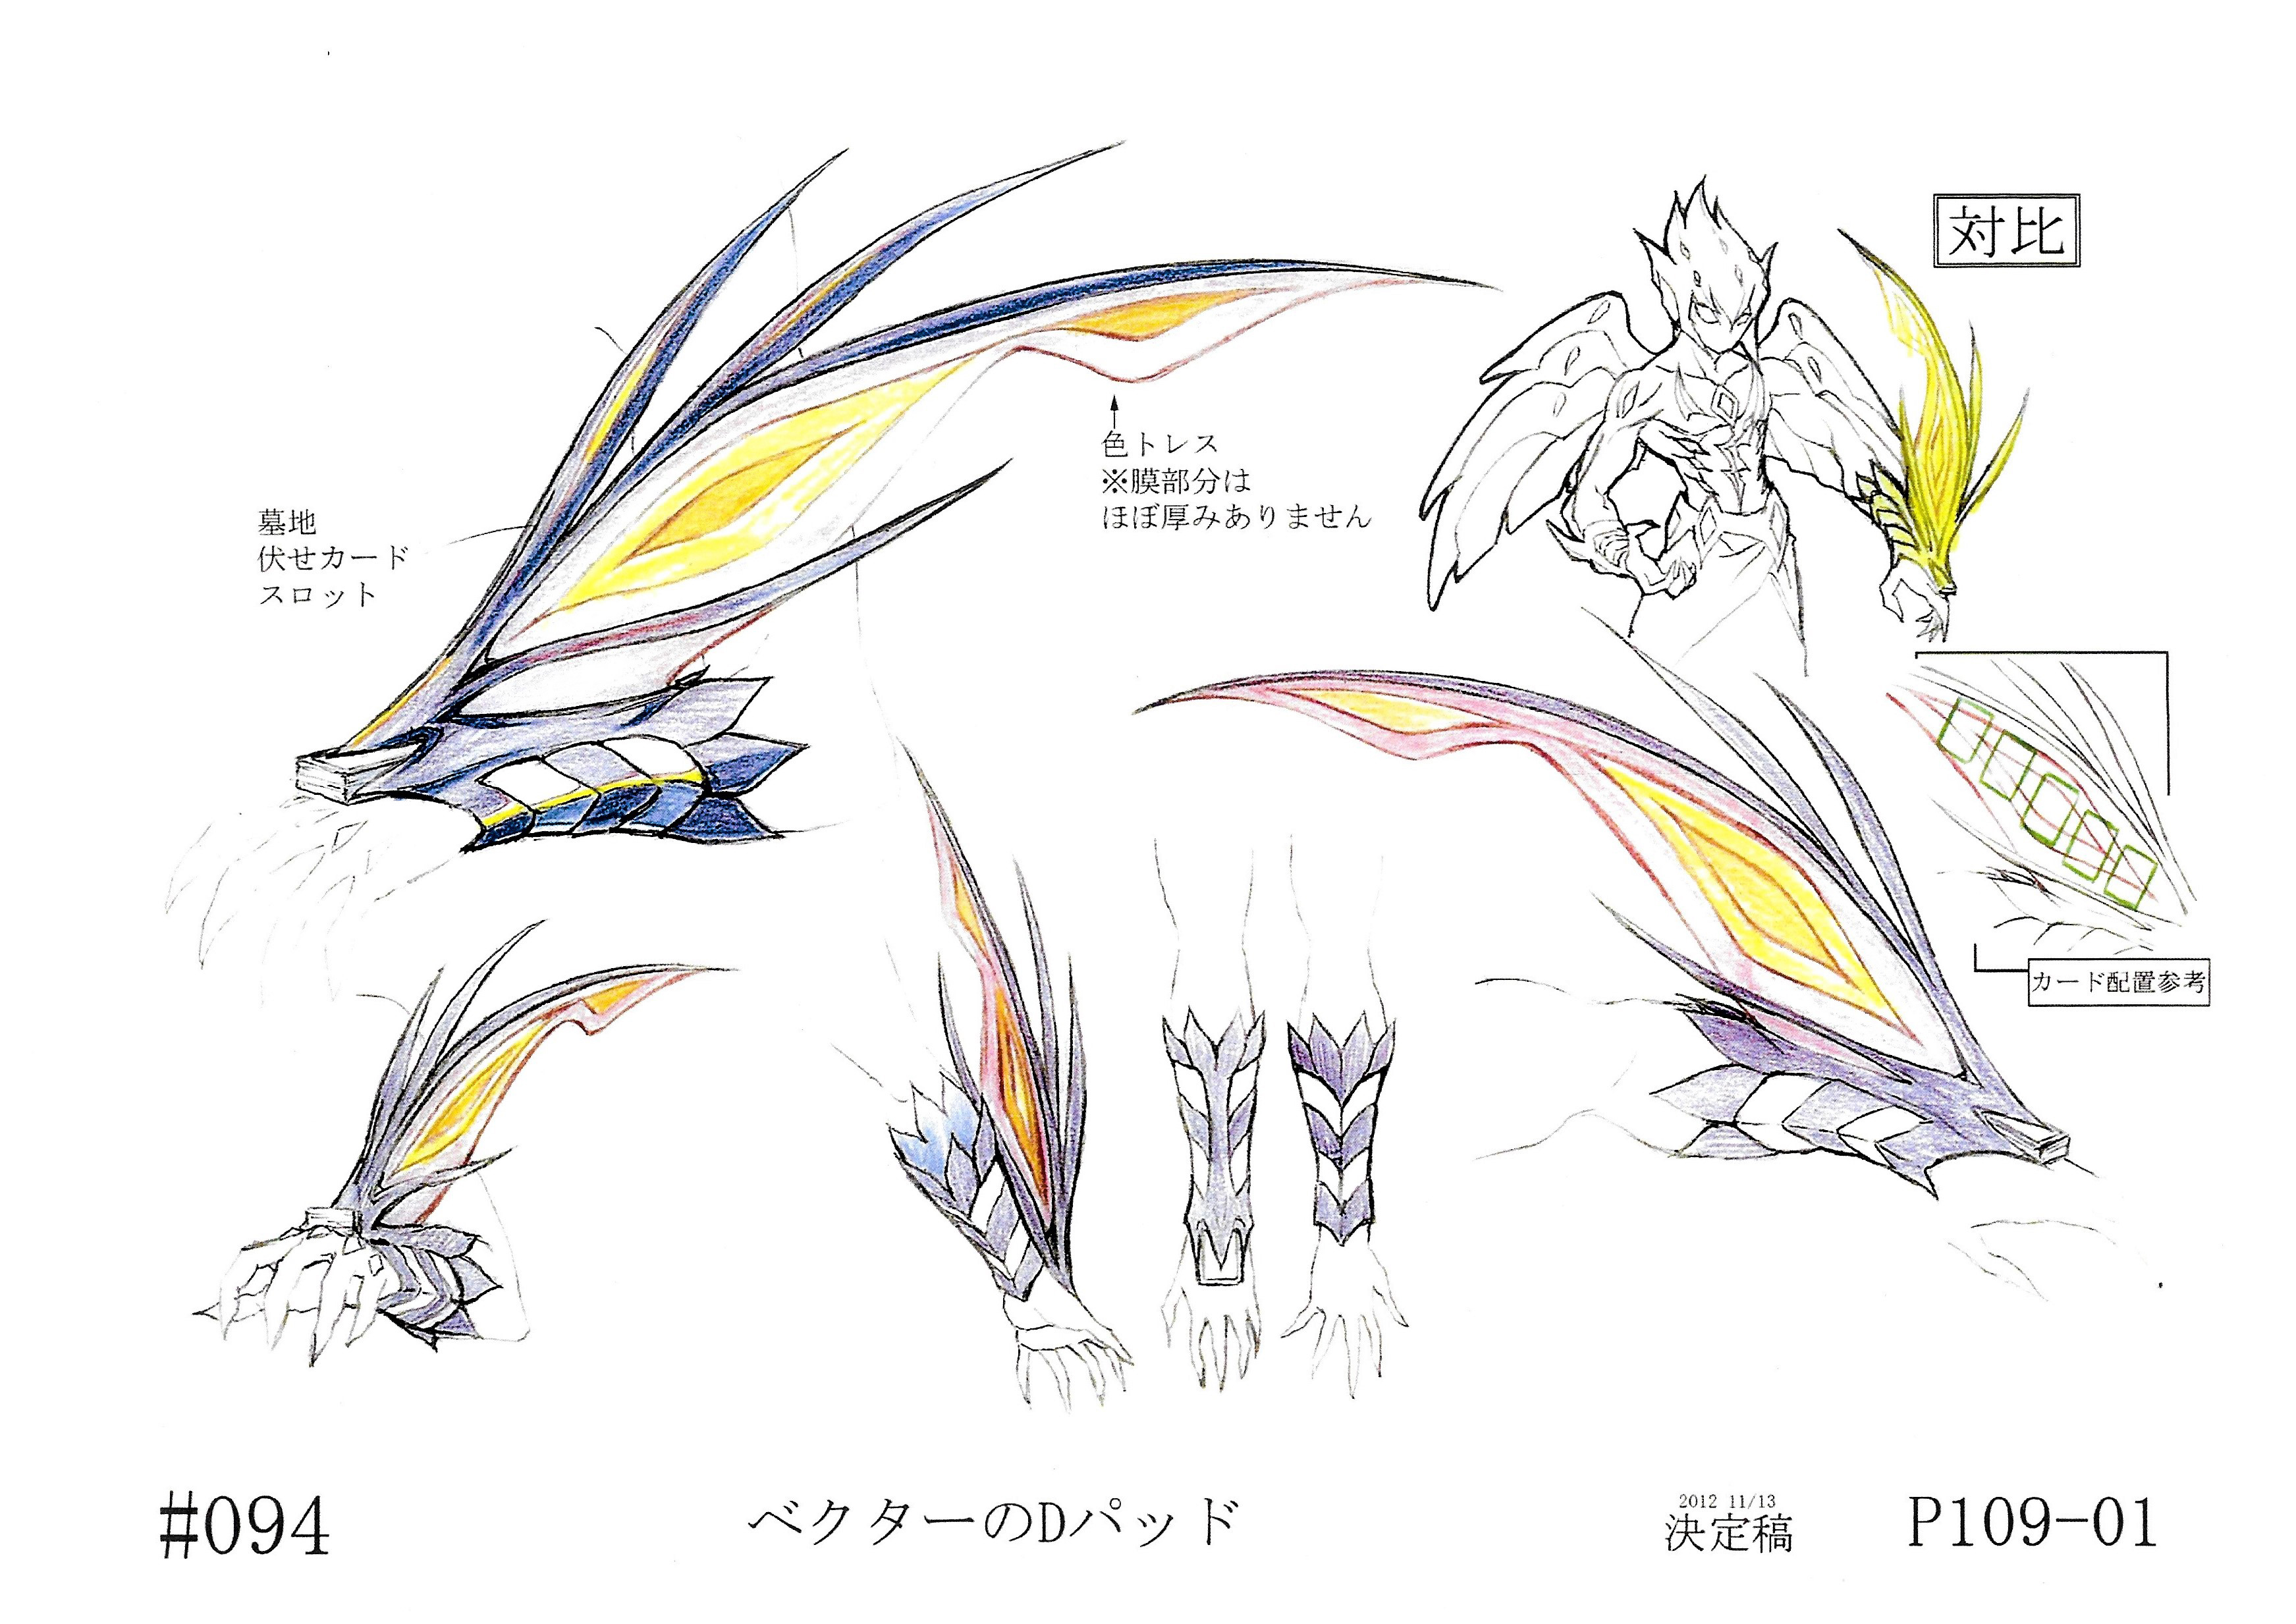 対比
色トレス
※膜部分は
ほぼ厚みありません
墓地
伏せカード
スロット
カード配置参考
#094
ベクターのDパッド
2012 11/13
決定稿
P109-01